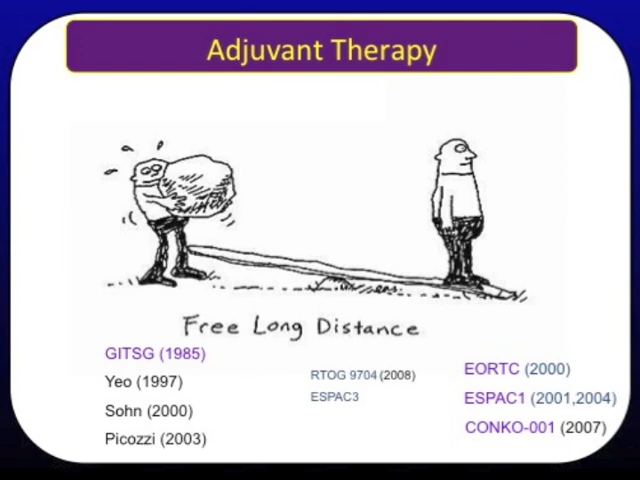 Adjuvant Therapy
Free Long Distance
GITSG (1985)
Yeo (1997)
Sohn (2000)
Picozzi (2003)
RTOG 9704 (2008)
ESPAC3
EORTC (2000)
ESPAC1 (2001,2004)
CONKO-001 (2007)